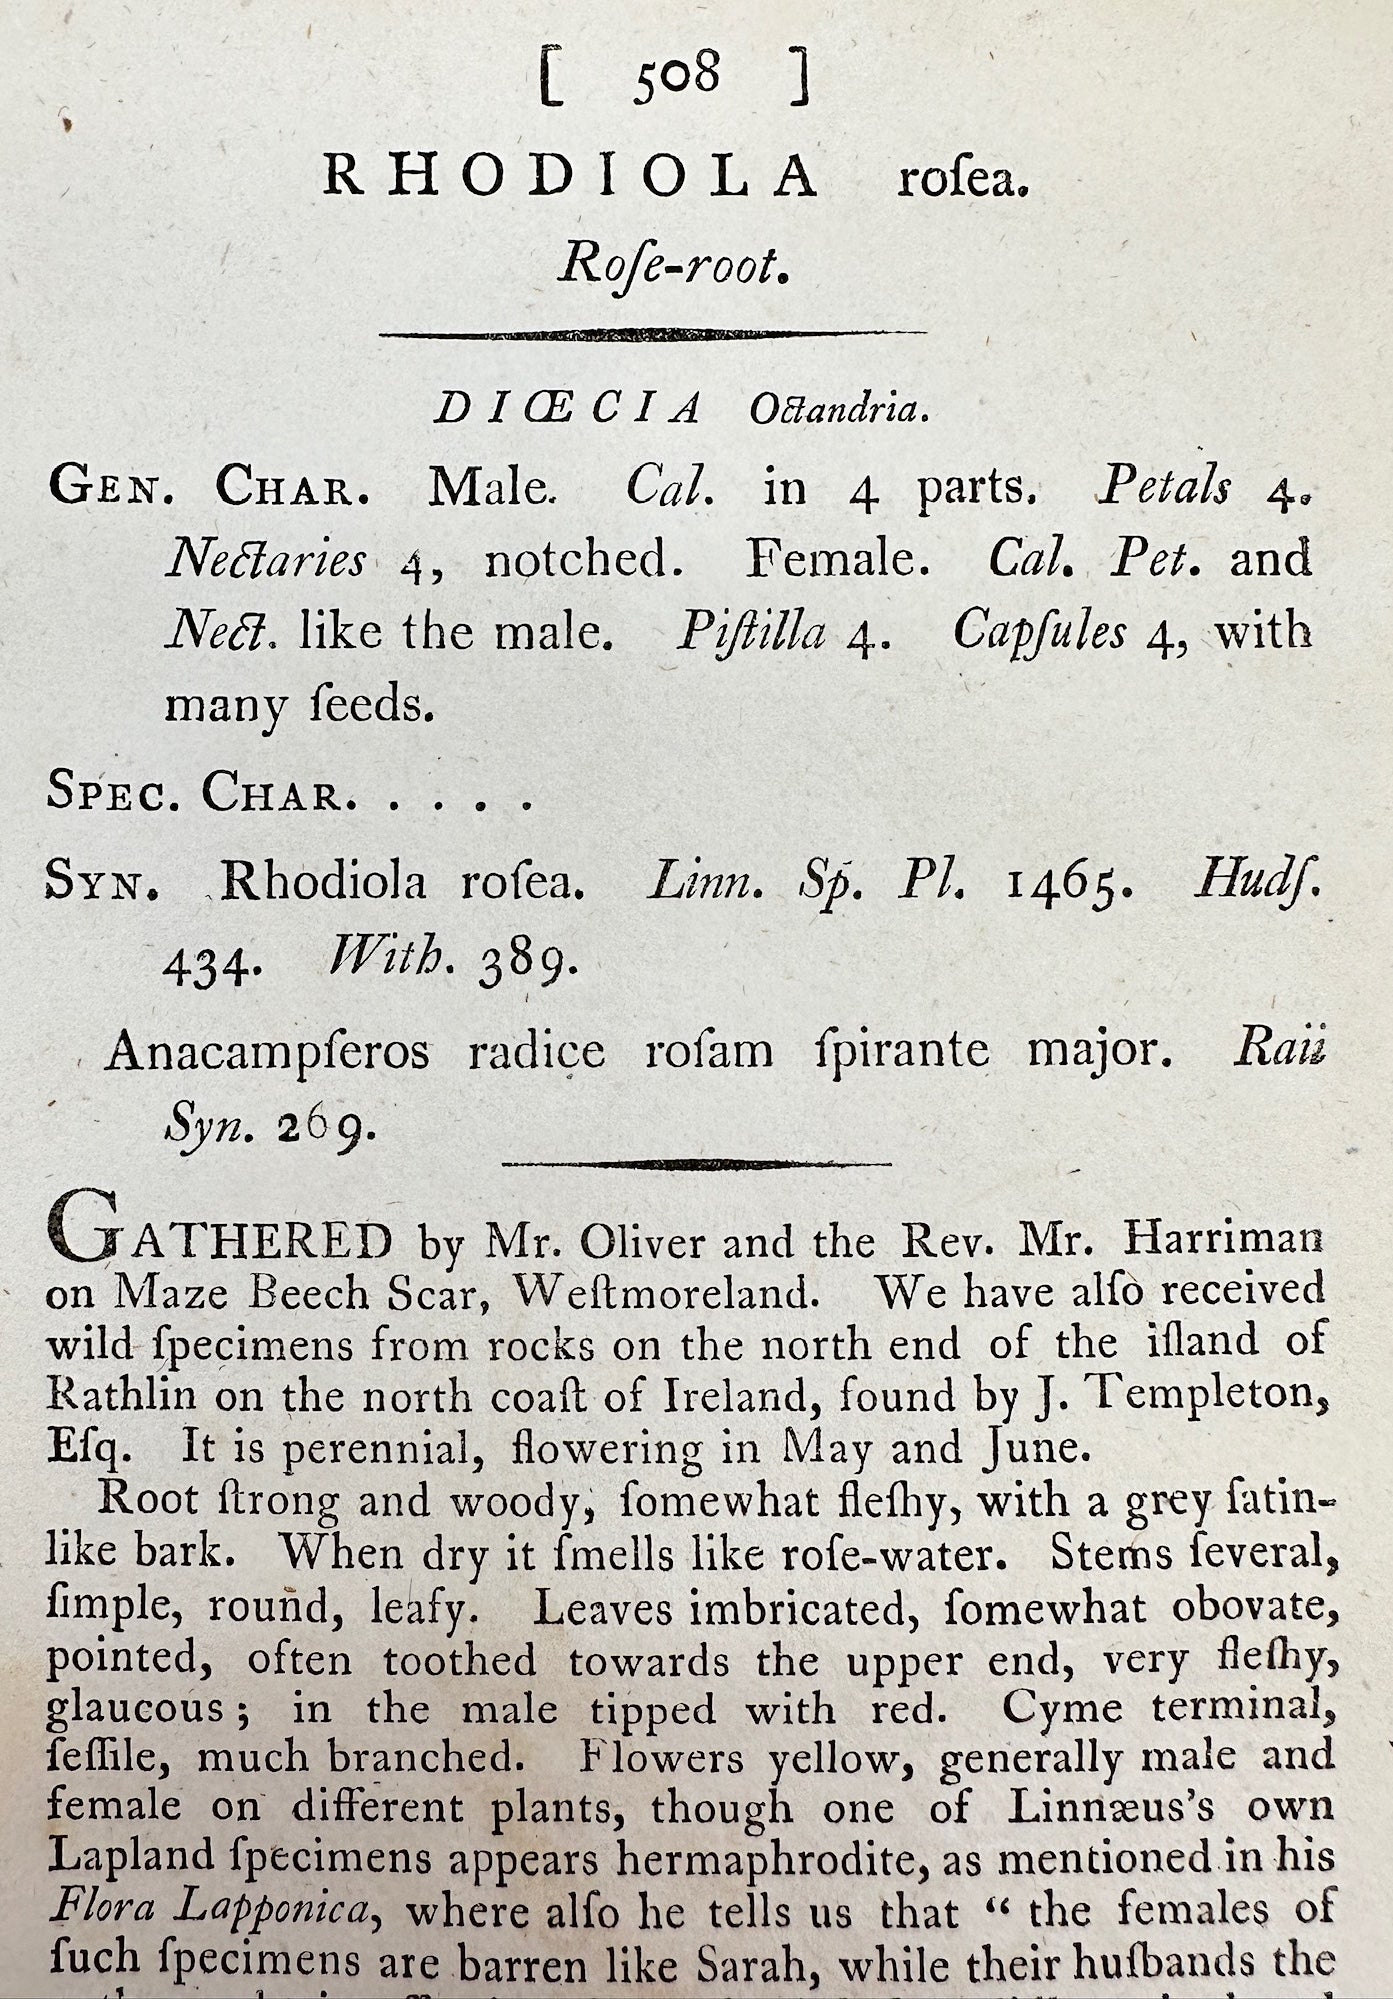 [ 508 ]
RHODIOLA roſea.
Roſe-root.
DIŒCIA Octandria.
GEN. CHAR. Male. Cal. in 4 parts. Petals 4.
Nectaries 4, notched. Female. Cal. Pet. and
Nect. like the male. Piſtilla 4. Capſules 4, with
many ſeeds.
SPEC. CHAR. . . . .
SYN. Rhodiola roſea. Linn. Sp. Pl. 1465. Hudſ.
434. With. 389.
Anacampſeros radice roſam ſpirante major. Raii
Syn. 269.
GATHERED by Mr. Oliver and the Rev. Mr. Harriman
on Maze Beech Scar, Weſtmoreland. We have alſo received
wild ſpecimens from rocks on the north end of the iſland of
Rathlin on the north coaſt of Ireland, found by J. Templeton,
Eſq. It is perennial, flowering in May and June.
Root ſtrong and woody, ſomewhat fleſhy, with a grey ſatin-
like bark. When dry it ſmells like roſe-water. Stems ſeveral,
ſimple, round, leafy. Leaves imbricated, ſomewhat obovate,
pointed, often toothed towards the upper end, very fleſhy,
glaucous; in the male tipped with red. Cyme terminal,
ſeſſile, much branched. Flowers yellow, generally male and
female on different plants, though one of Linnæus's own
Lapland ſpecimens appears hermaphrodite, as mentioned in his
Flora Lapponica, where alſo he tells us that “ the females of
ſuch ſpecimens are barren like Sarah, while their huſbands the